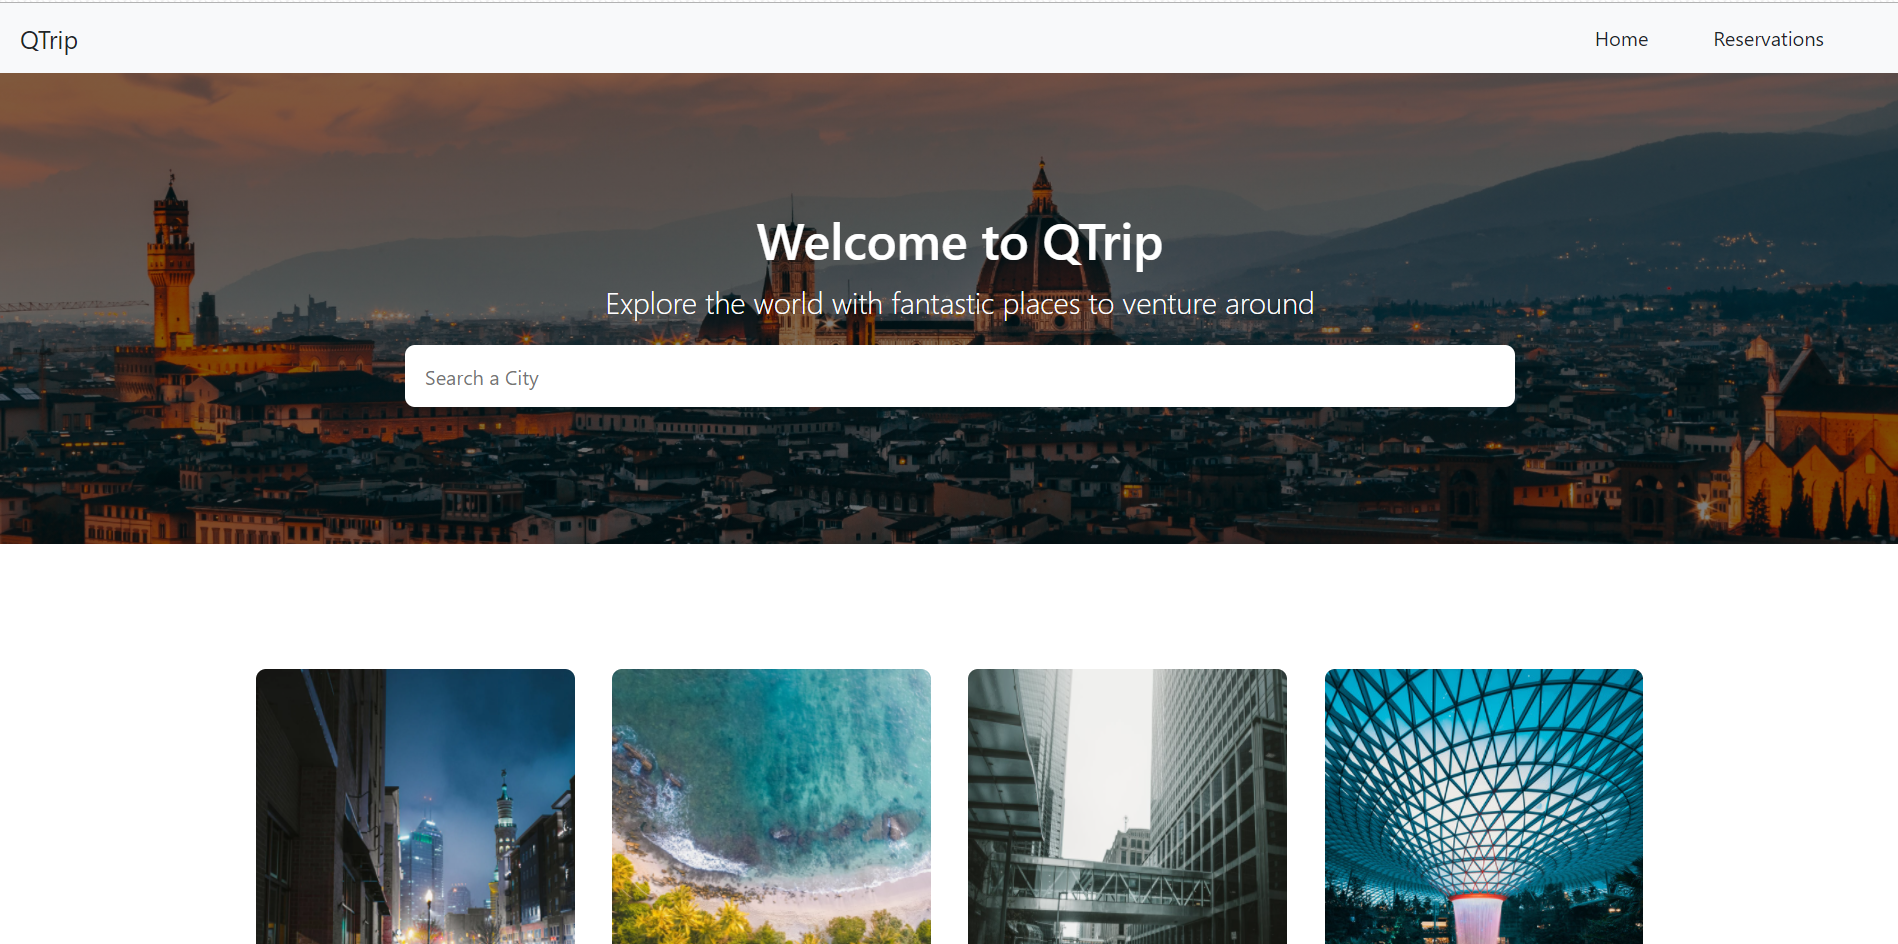 QTrip
Home
Reservations
Welcome to QTrip
Explore the world with fantastic places to venture around
Search a City